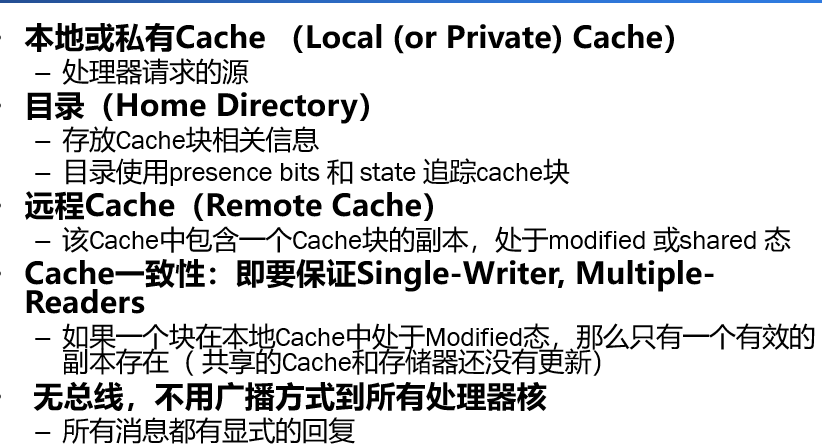 • 本地或私有Cache （Local (or Private) Cache）
– 处理器请求的源
• 目录（Home Directory）
– 存放Cache块相关信息
– 目录使用presence bits 和 state 追踪cache块
• 远程Cache（Remote Cache）
– 该Cache中包含一个Cache块的副本，处于modified 或shared 态
• Cache一致性：即要保证Single-Writer, Multiple-
Readers
– 如果一个块在本地Cache中处于Modified态，那么只有一个有效的
副本存在（ 共享的Cache和存储器还没有更新）
• 无总线，不用广播方式到所有处理器核
– 所有消息都有显式的回复